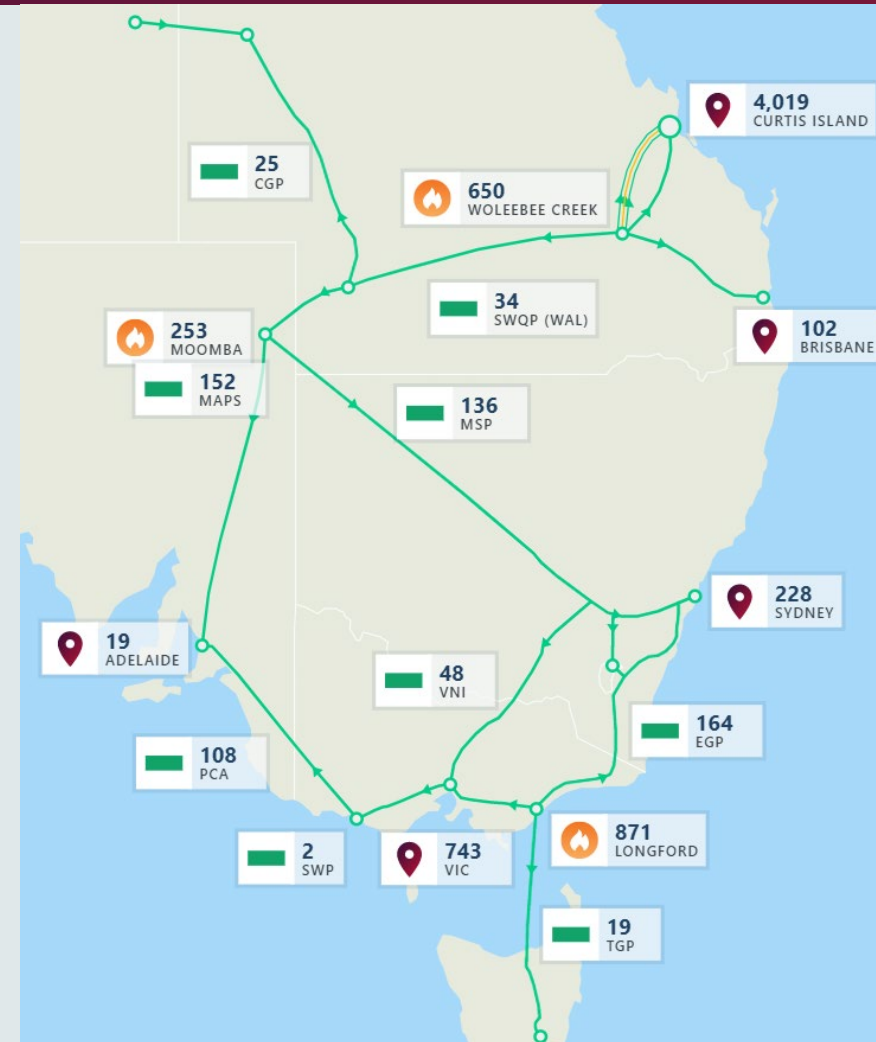 4,019
CURTIS ISLAND
25
CGP
650
WOLEEBEE CREEK
34
SWQP (WAL)
102
BRISBANE
253
MOOMBA
152
MAPS
136
MSP
228
SYDNEY
19
ADELAIDE
48
VNI
164
EGP
108
PCA
871
LONGFORD
2
SWP
743
VIC
19
TGP